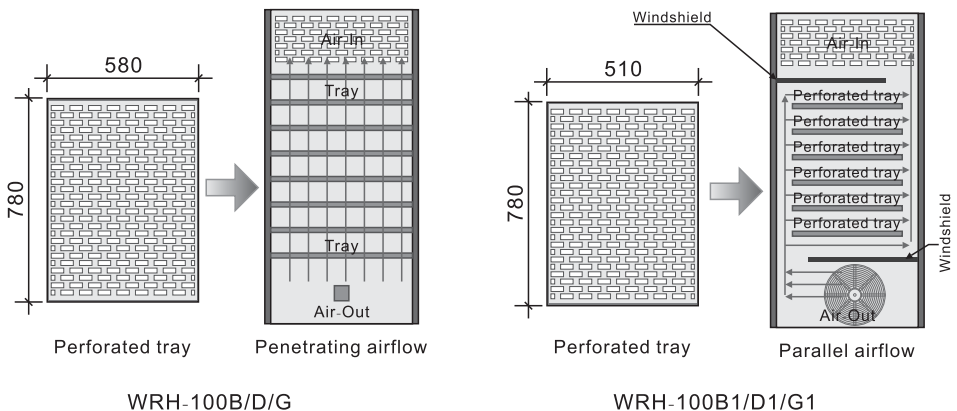 580
780
Perforated tray
Air-In
Tray
Tray
Air-Out
Penetrating airflow
WRH-100B/D/G
510
780
Perforated tray
Windshield
Air-In
Perforated tray
Perforated tray
Perforated tray
Perforated tray
Perforated tray
Perforated tray
Windshield
Air-Out
Parallel airflow
WRH-100B1/D1/G1